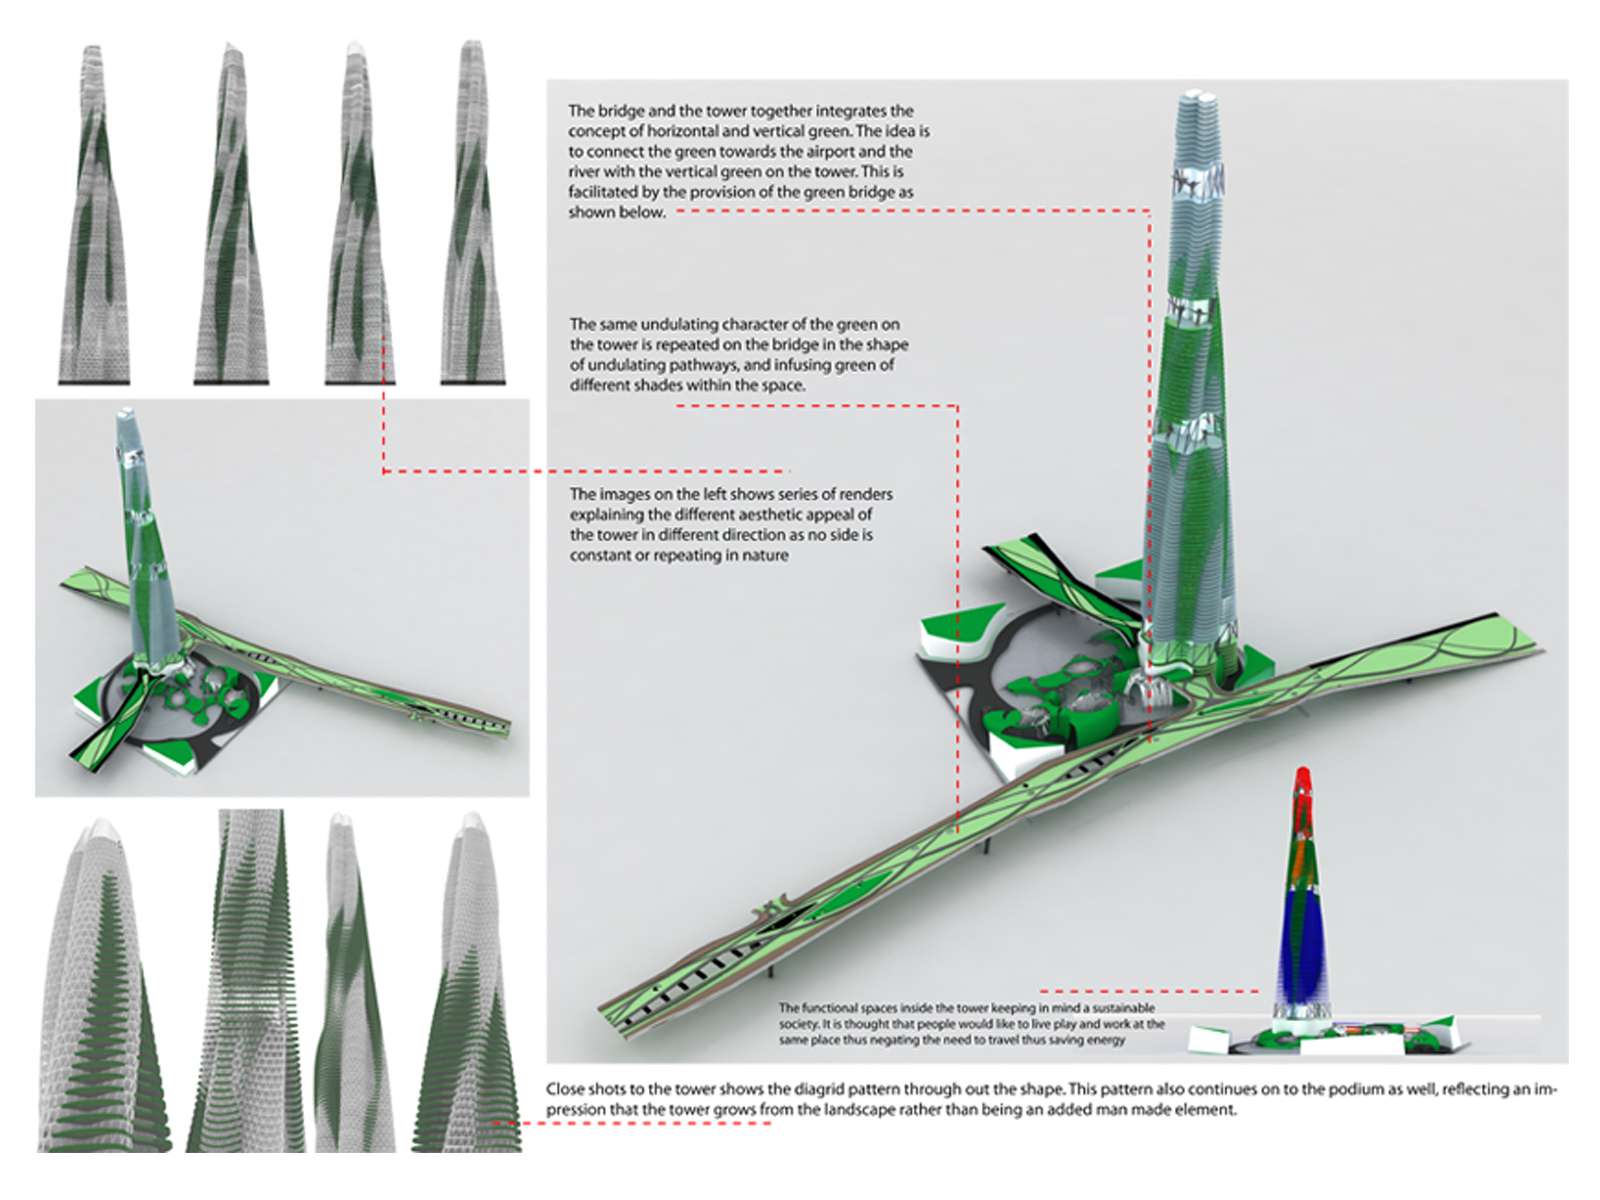 The bridge and the tower together integrates the
concept of horizontal and vertical green. The idea is
to connect the green towards the airport and the
river with the vertical green on the tower. This is
facilitated by the provision of the green bridge as
shown below.
The same undulating character of the green on
the tower is repeated on the bridge in the shape
of undulating pathways, and infusing green of
different shades within the space.
The images on the left shows series of renders
explaining the different aesthetic appeal of
the tower in different direction as no side is
constant or repeating in nature
The functional spaces inside the tower keeping in mind a sustainable
society. It is thought that people would like to live play and work at the
same place thus negating the need to travel thus saving energy
Close shots to the tower shows the diagrid pattern through out the shape. This pattern also continues on to the podium as well, reflecting an im-
pression that the tower grows from the landscape rather than being an added man made element.